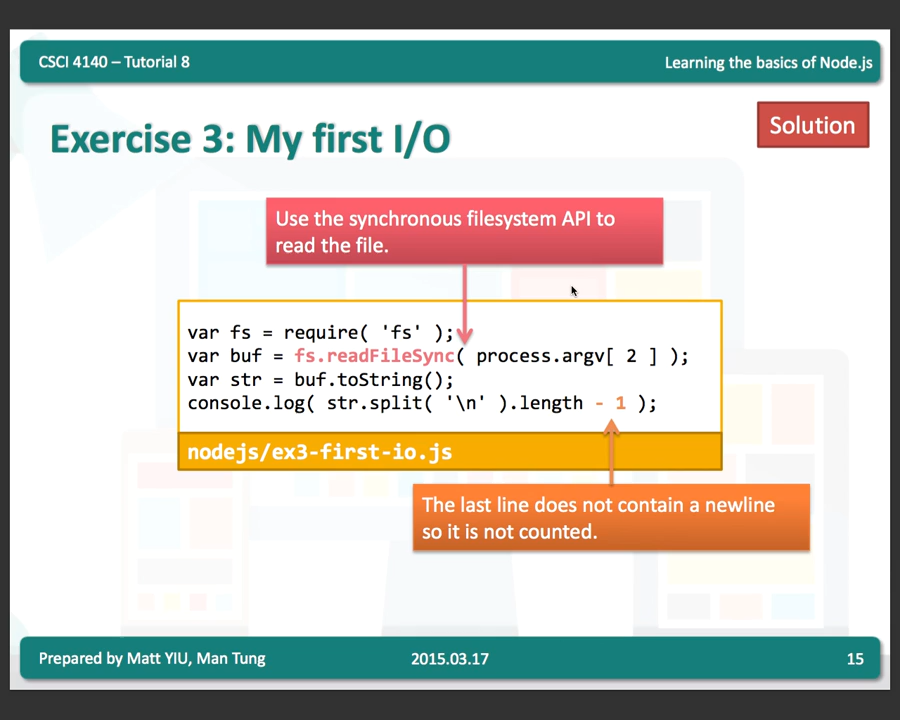 CSCI 4140 – Tutorial 8
Learning the basics of Node.js
Exercise 3: My first I/O
Solution
Use the synchronous filesystem API to
read the file.
var fs = require( 'fs' );
var buf = fs.readFileSync( process.argv[ 2 ] );
var str = buf.toString();
console.log( str.split( '\n' ).length - 1 );
nodejs/ex3-first-io.js
The last line does not contain a newline
so it is not counted.
Prepared by Matt YIU, Man Tung
2015.03.17
15